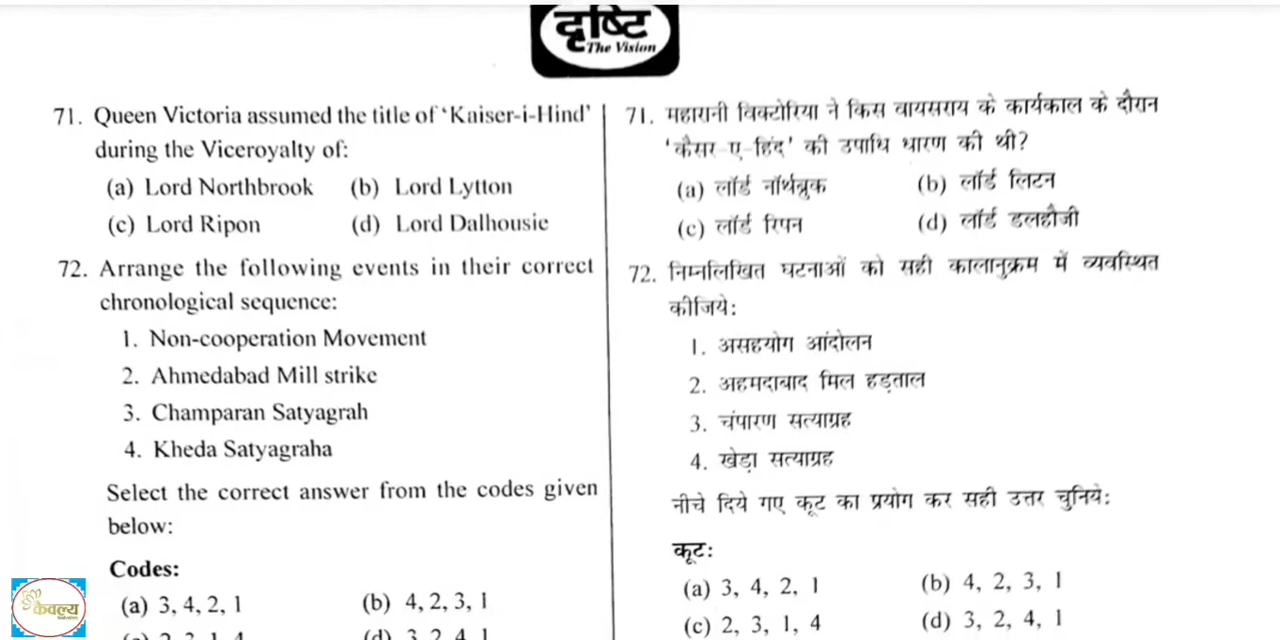 दृष्टि
The Vision
71. Queen Victoria assumed the title of ‘Kaiser-i-Hind’
during the Viceroyalty of:
(a) Lord Northbrook (b) Lord Lytton
(c) Lord Ripon (d) Lord Dalhousie
72. Arrange the following events in their correct
chronological sequence:
1. Non-cooperation Movement
2. Ahmedabad Mill strike
3. Champaran Satyagrah
4. Kheda Satyagraha
Select the correct answer from the codes given
below:
Codes:
(a) 3, 4, 2, 1 (b) 4, 2, 3, 1
(d) 3, 2, 4, 1
71. महारानी विक्टोरिया ने किस वायसराय के कार्यकाल के दौरान
‘कैसर-ए-हिंद’ की उपाधि धारण की थी?
(a) लॉर्ड नॉर्थब्रुक (b) लॉर्ड लिटन
(c) लॉर्ड रिपन (d) लॉर्ड डलहौजी
72. निम्नलिखित घटनाओं को सही कालानुक्रम में व्यवस्थित
कीजिये:
1. असहयोग आंदोलन
2. अहमदाबाद मिल हड़ताल
3. चंपारण सत्याग्रह
4. खेड़ा सत्याग्रह
नीचे दिये गए कूट का प्रयोग कर सही उत्तर चुनिये:
कूट:
(a) 3, 4, 2, 1 (b) 4, 2, 3, 1
(c) 2, 3, 1, 4 (d) 3, 2, 4, 1
कैवल्य